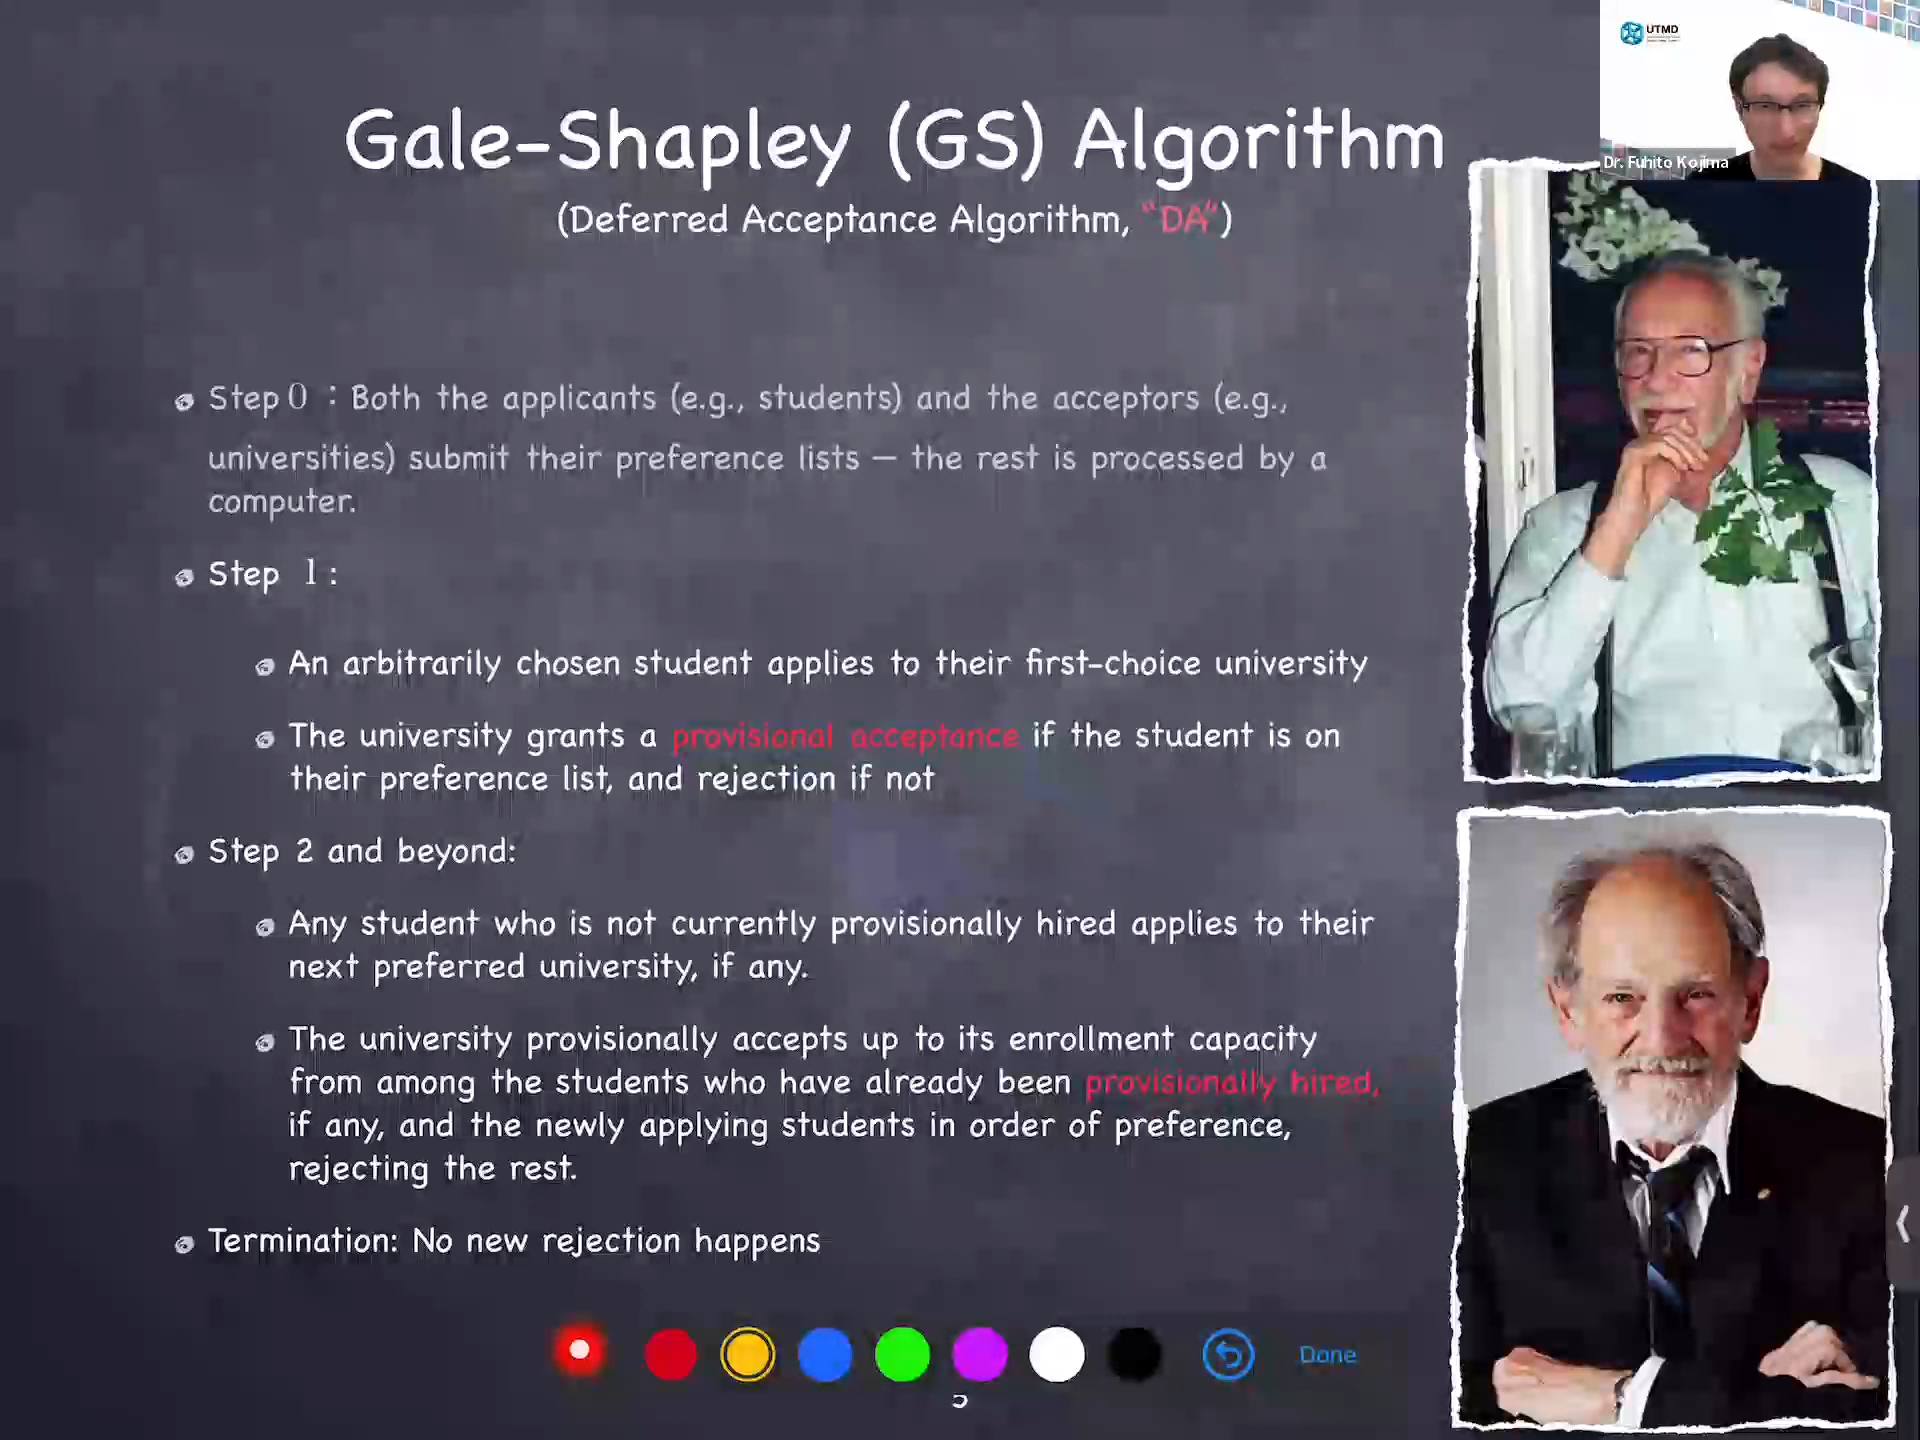 UTMD
Dr. Fuhito Kojima
Gale-Shapley (GS) Algorithm
(Deferred Acceptance Algorithm, “DA”)
Step 0 : Both the applicants (e.g., students) and the acceptors (e.g.,
universities) submit their preference lists — the rest is processed by a
computer.
Step 1 :
An arbitrarily chosen student applies to their first-choice university
The university grants a provisional acceptance if the student is on
their preference list, and rejection if not
Step 2 and beyond:
Any student who is not currently provisionally hired applies to their
next preferred university, if any.
The university provisionally accepts up to its enrollment capacity
from among the students who have already been provisionally hired,
if any, and the newly applying students in order of preference,
rejecting the rest.
Termination: No new rejection happens
Done